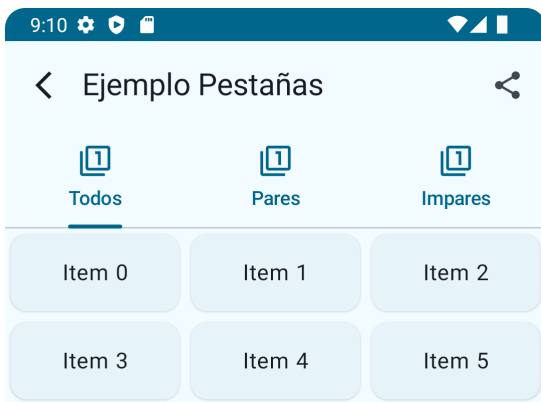 9:10
Ejemplo Pestañas
1 1 1
Todos Pares Impares
Item 0 Item 1 Item 2
Item 3 Item 4 Item 5